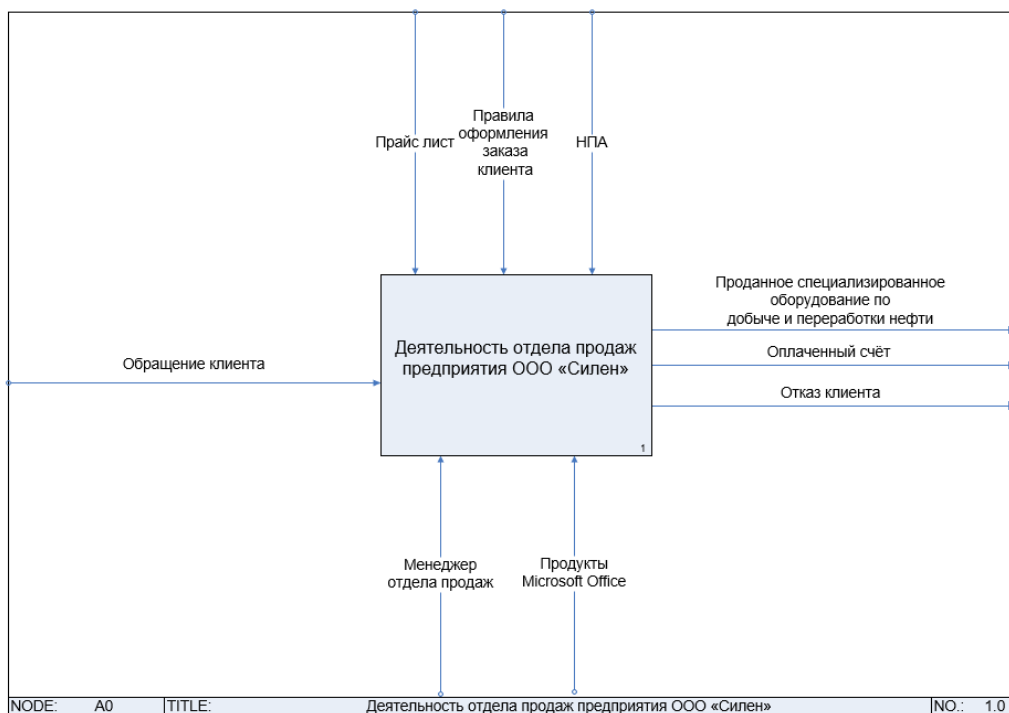 Прайс лист
Правила
оформления
заказа
клиента
НПА
Проданное специализированное
оборудование по
добыче и переработки нефти
Обращение клиента
Деятельность отдела продаж
предприятия ООО «Силен»
1
Оплаченный счёт
Отказ клиента
Менеджер
отдела продаж
Продукты
Microsoft Office
NODE: A0 TITLE: Деятельность отдела продаж предприятия ООО «Силен» NO.: 1.0